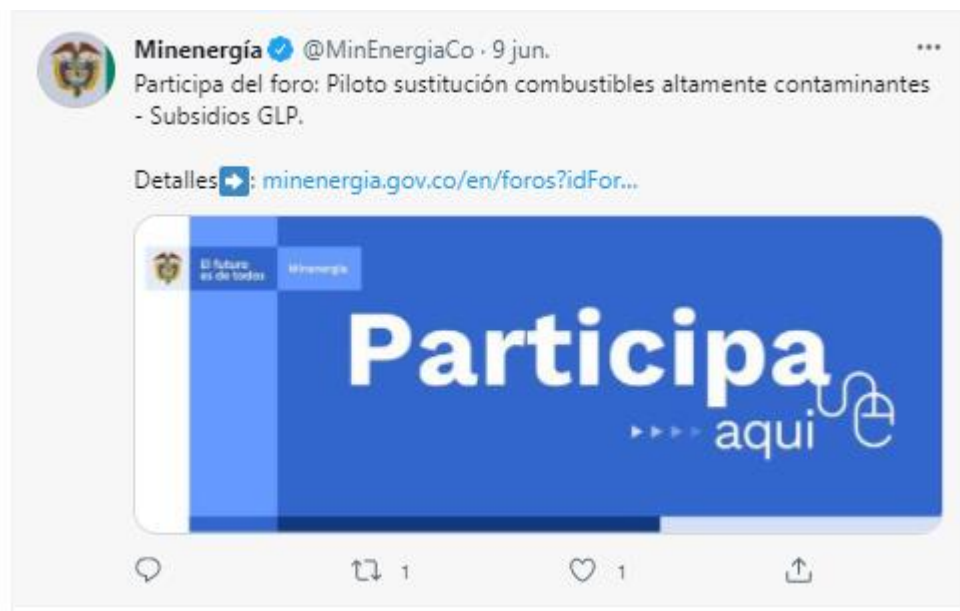 Minenergía @MinEnergiaCo · 9 jun.
Participa del foro: Piloto sustitución combustibles altamente contaminantes
- Subsidios GLP.
Detalles➡: minenergia.gov.co/en/foros?idFor...
El futuro
es de todos
Minenergía
Participa
aqui
1
1